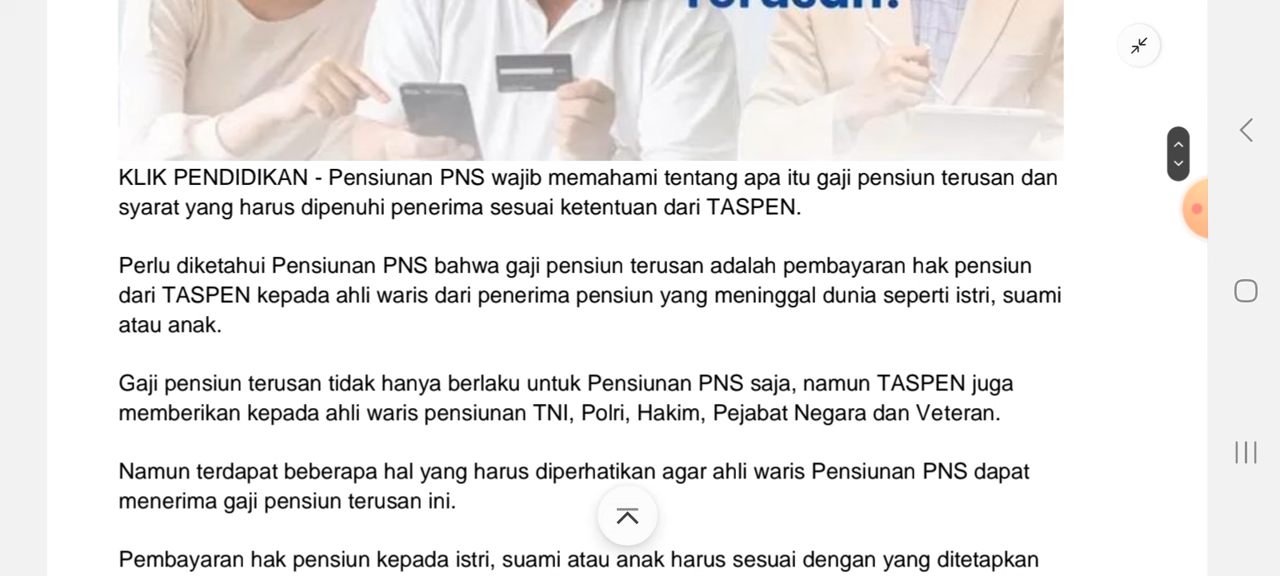 Terusan?
KLIK PENDIDIKAN - Pensiunan PNS wajib memahami tentang apa itu gaji pensiun terusan dan
syarat yang harus dipenuhi penerima sesuai ketentuan dari TASPEN.
Perlu diketahui Pensiunan PNS bahwa gaji pensiun terusan adalah pembayaran hak pensiun
dari TASPEN kepada ahli waris dari penerima pensiun yang meninggal dunia seperti istri, suami
atau anak.
Gaji pensiun terusan tidak hanya berlaku untuk Pensiunan PNS saja, namun TASPEN juga
memberikan kepada ahli waris pensiunan TNI, Polri, Hakim, Pejabat Negara dan Veteran.
Namun terdapat beberapa hal yang harus diperhatikan agar ahli waris Pensiunan PNS dapat
menerima gaji pensiun terusan ini.
Pembayaran hak pensiun kepada istri, suami atau anak harus sesuai dengan yang ditetapkan